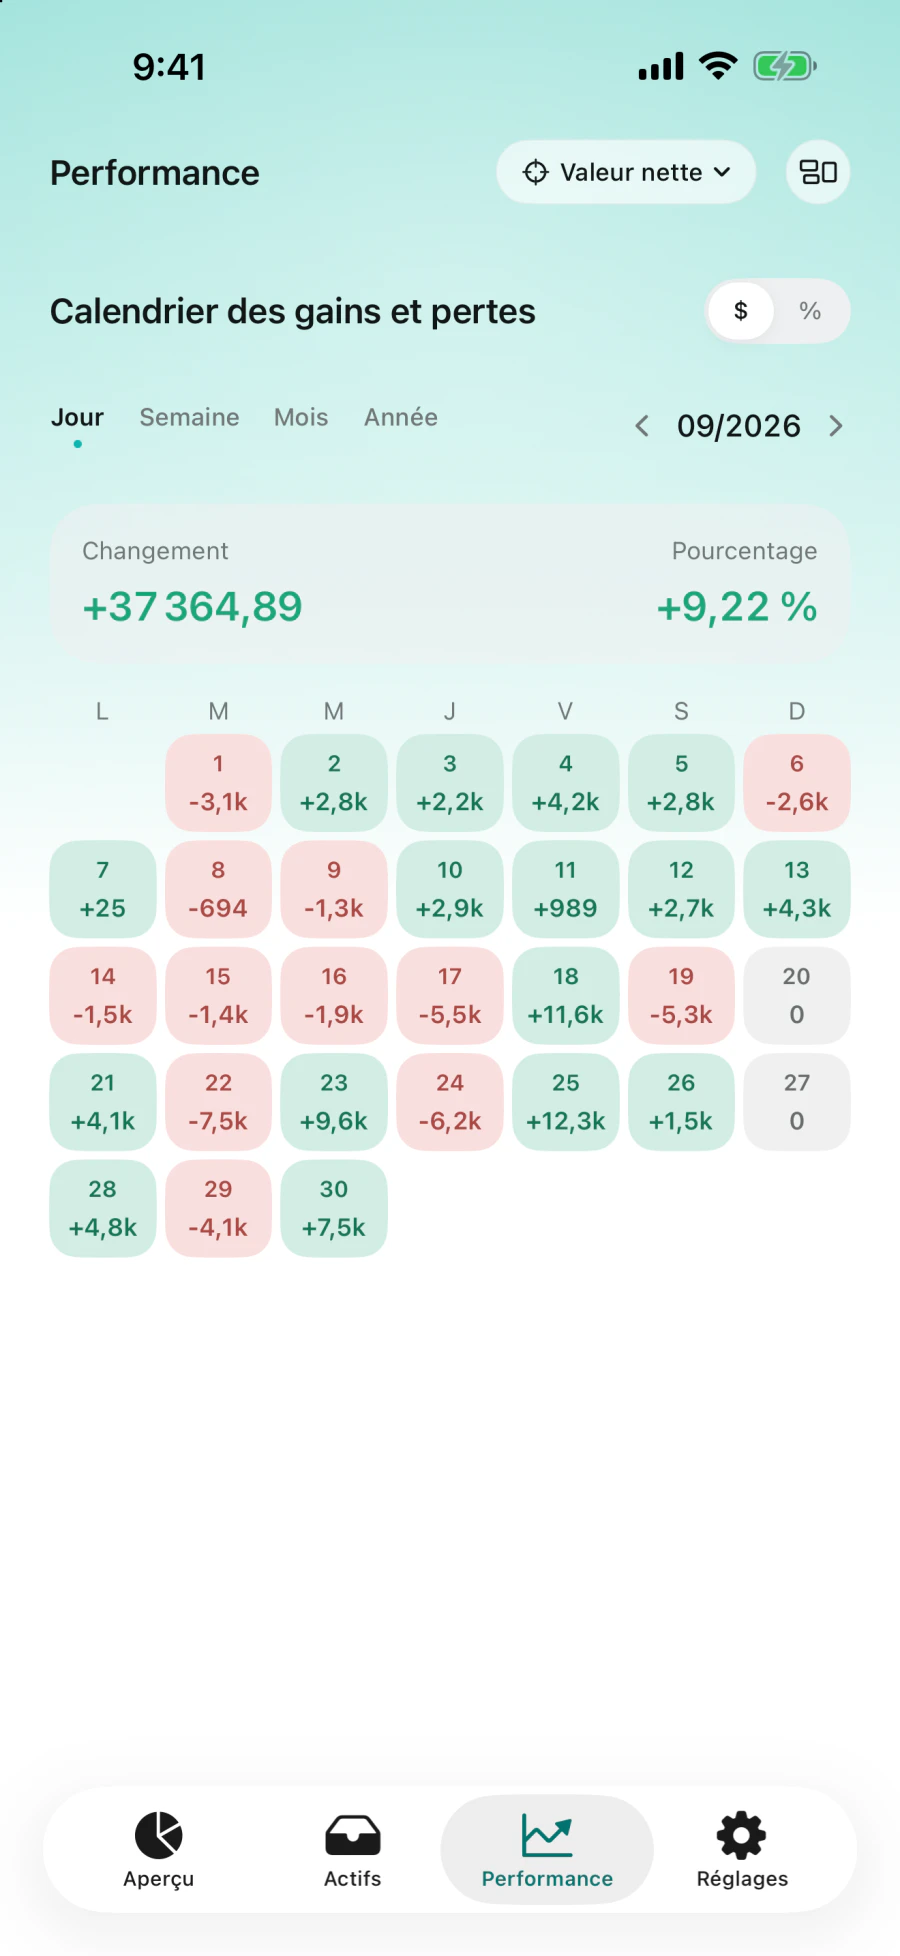 9:41
Performance
Valeur nette
Calendrier des gains et pertes
$ %
Jour Semaine Mois Année
09/2026
Changement Pourcentage
+37 364,89 +9,22 %
L M M J V S D
1 2 3 4 5 6
-3,1k +2,8k +2,2k +4,2k +2,8k -2,6k
7 8 9 10 11 12 13
+25 -694 -1,3k +2,9k +989 +2,7k +4,3k
14 15 16 17 18 19 20
-1,5k -1,4k -1,9k -5,5k +11,6k -5,3k 0
21 22 23 24 25 26 27
+4,1k -7,5k +9,6k -6,2k +12,3k +1,5k 0
28 29 30
+4,8k -4,1k +7,5k
Aperçu Actifs Performance Réglages